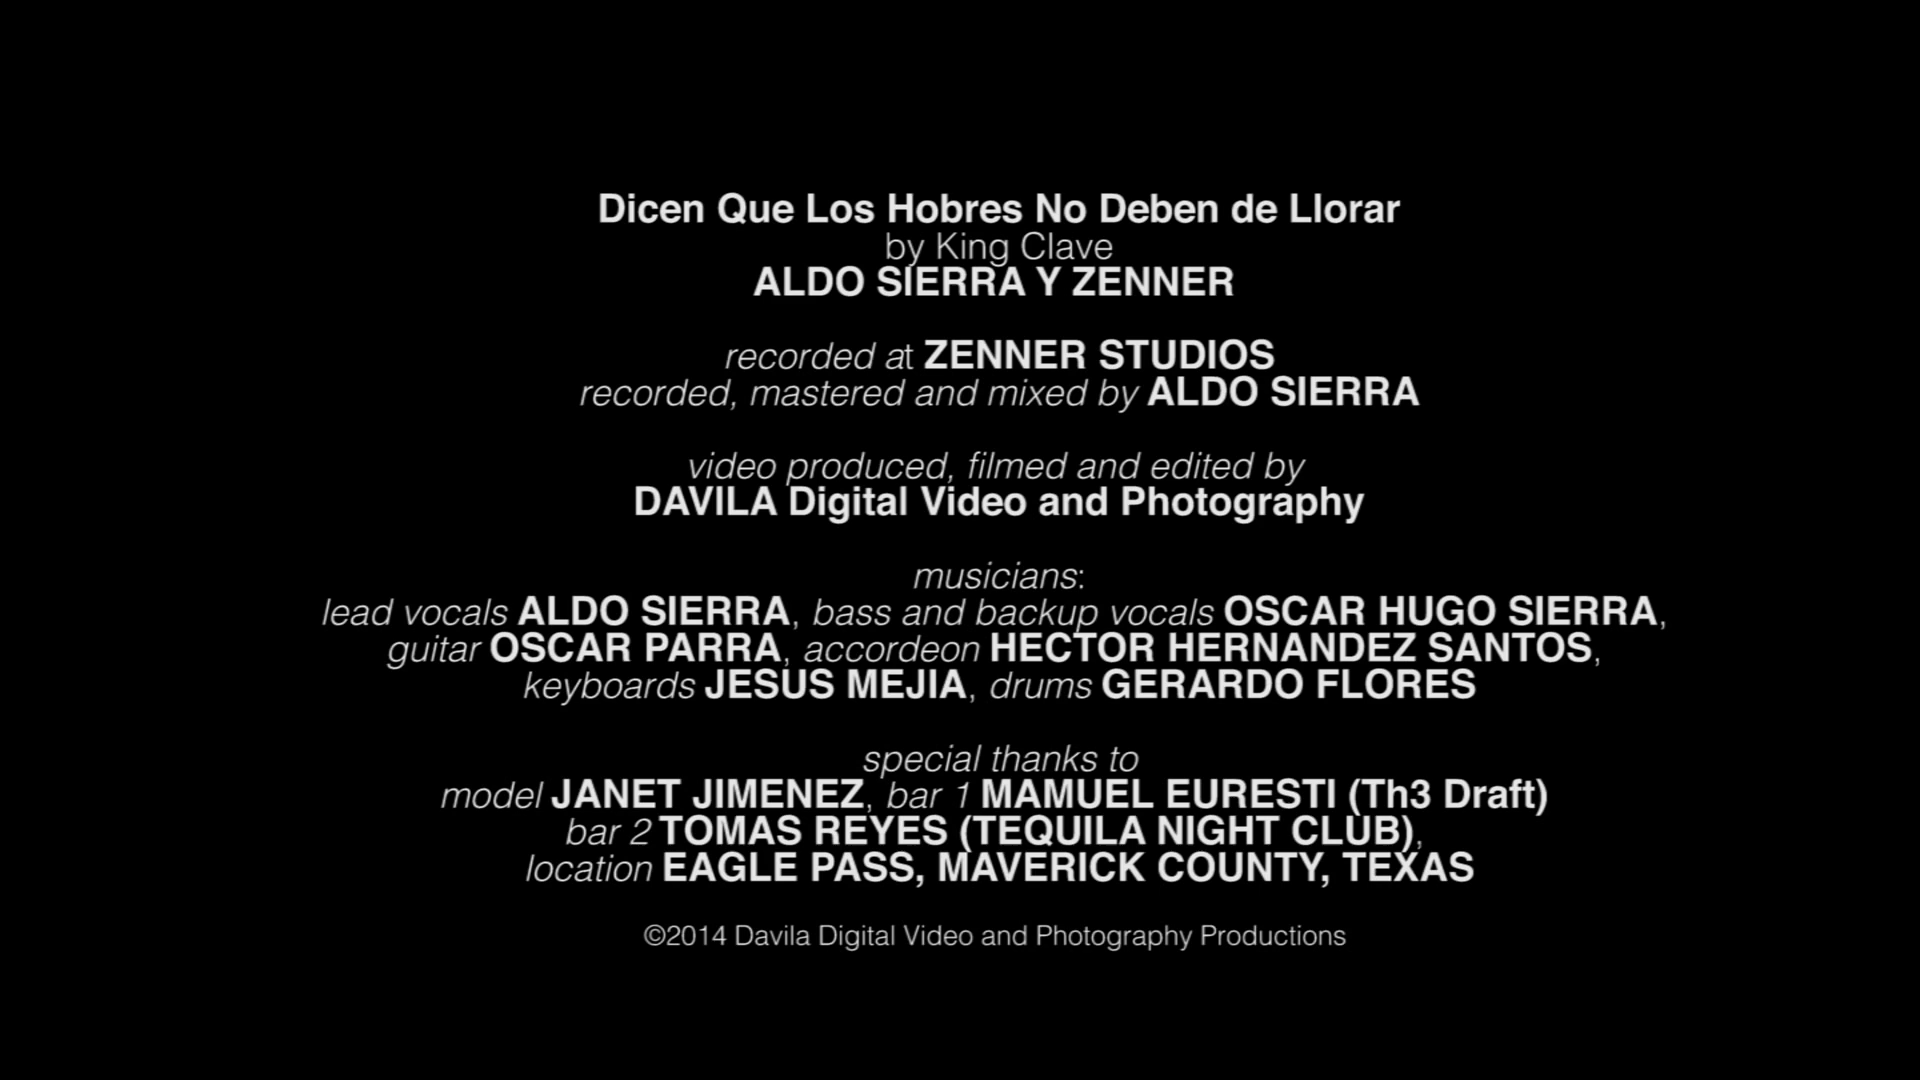 Dicen Que Los Hobres No Deben de Llorar
by King Clave
ALDO SIERRA Y ZENNER
recorded at ZENNER STUDIOS
recorded, mastered and mixed by ALDO SIERRA
video produced, filmed and edited by
DAVILA Digital Video and Photography
musicians:
lead vocals ALDO SIERRA, bass and backup vocals OSCAR HUGO SIERRA,
guitar OSCAR PARRA, accordeon HECTOR HERNANDEZ SANTOS,
keyboards JESUS MEJIA, drums GERARDO FLORES
special thanks to
model JANET JIMENEZ, bar 1 MAMUEL EURESTI (Th3 Draft)
bar 2 TOMAS REYES (TEQUILA NIGHT CLUB),
location EAGLE PASS, MAVERICK COUNTY, TEXAS
©2014 Davila Digital Video and Photography Productions